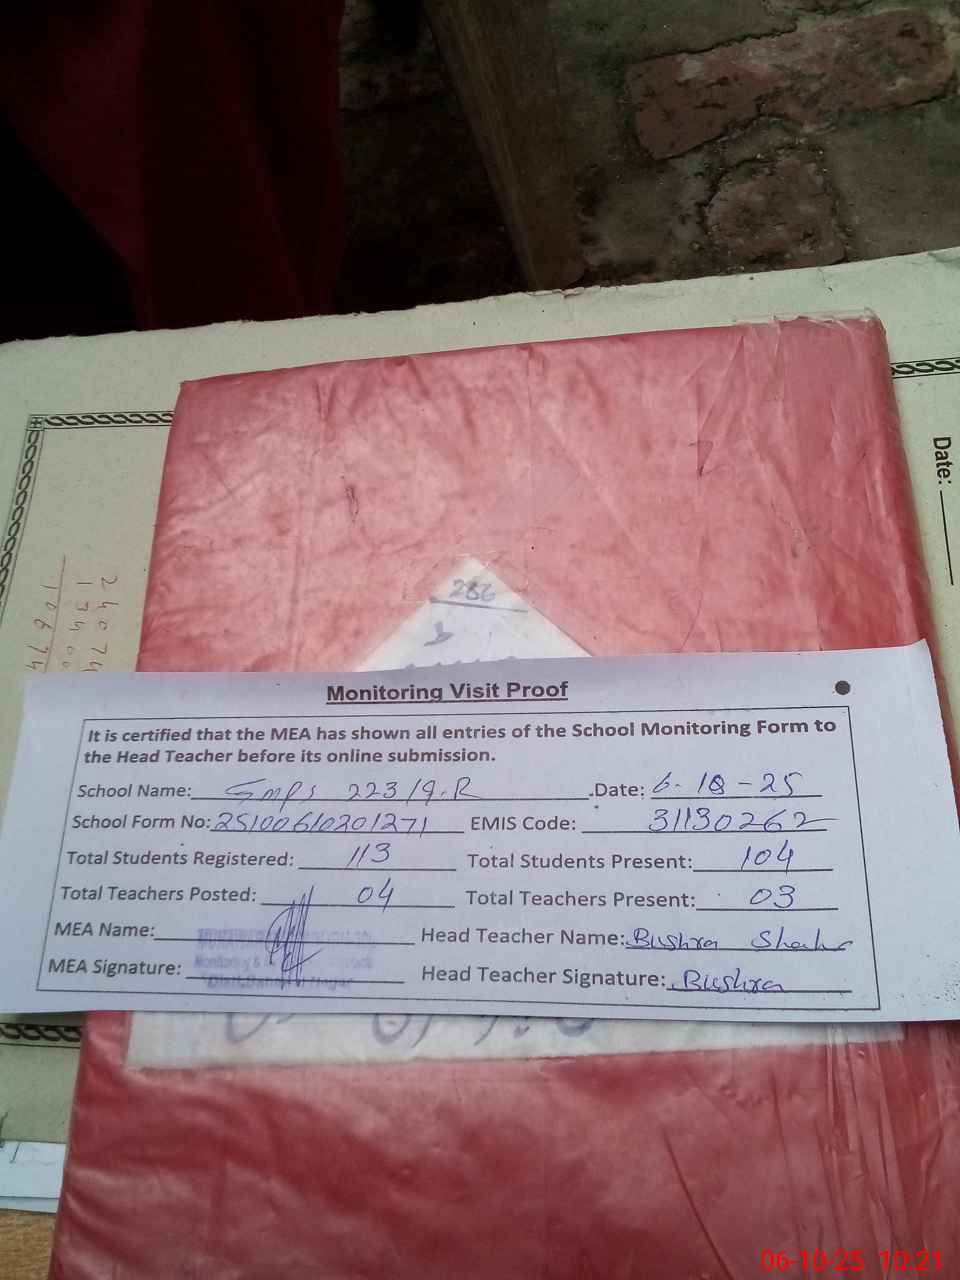 Date:
24074
13400
10674
286
Monitoring Visit Proof
It is certified that the MEA has shown all entries of the School Monitoring Form to
the Head Teacher before its online submission.
School Name: GMPS 223/9.R .Date: 6-10-25
School Form No: 25100610201271 EMIS Code: 31130262
Total Students Registered: 113 Total Students Present: 104
Total Teachers Posted: 04 Total Teachers Present: 03
MEA Name: Head Teacher Name: Bushra
MEA Signature: Head Teacher Signature: Bushra
06-10-25 10:21